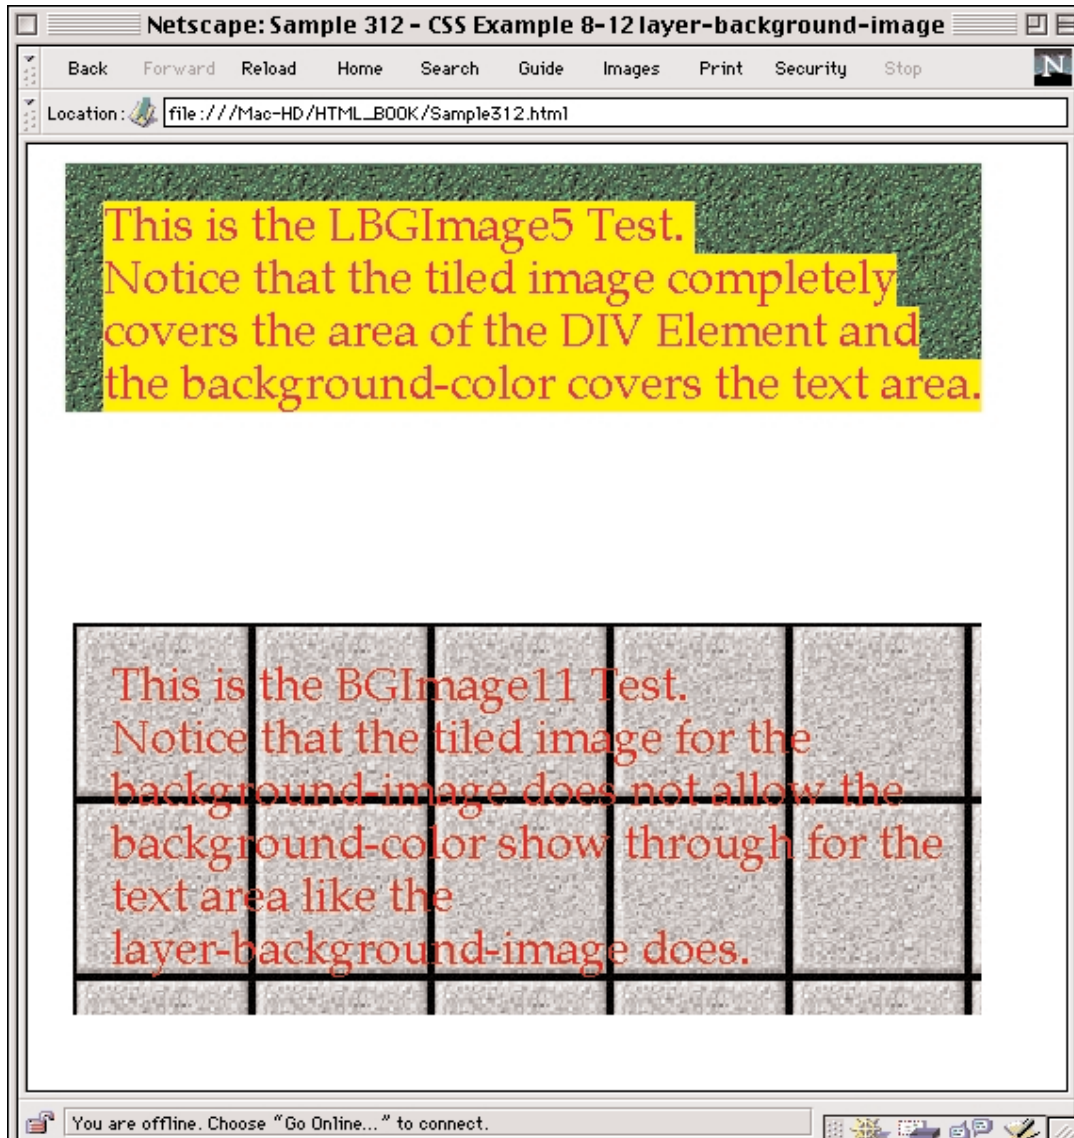 Netscape: Sample 312 - CSS Example 8-12 layer-background-image
Back Forward Reload Home Search Guide Images Print Security Stop N
Location: file:///Mac-HD/HTML_BOOK/Sample312.html
This is the LBGImage5 Test.
Notice that the tiled image completely
covers the area of the DIV Element and
the background-color covers the text area.
This is the BGImage11 Test.
Notice that the tiled image for the
background-image does not allow the
background-color show through for the
text area like the
layer-background-image does.
You are offline. Choose "Go Online..." to connect.